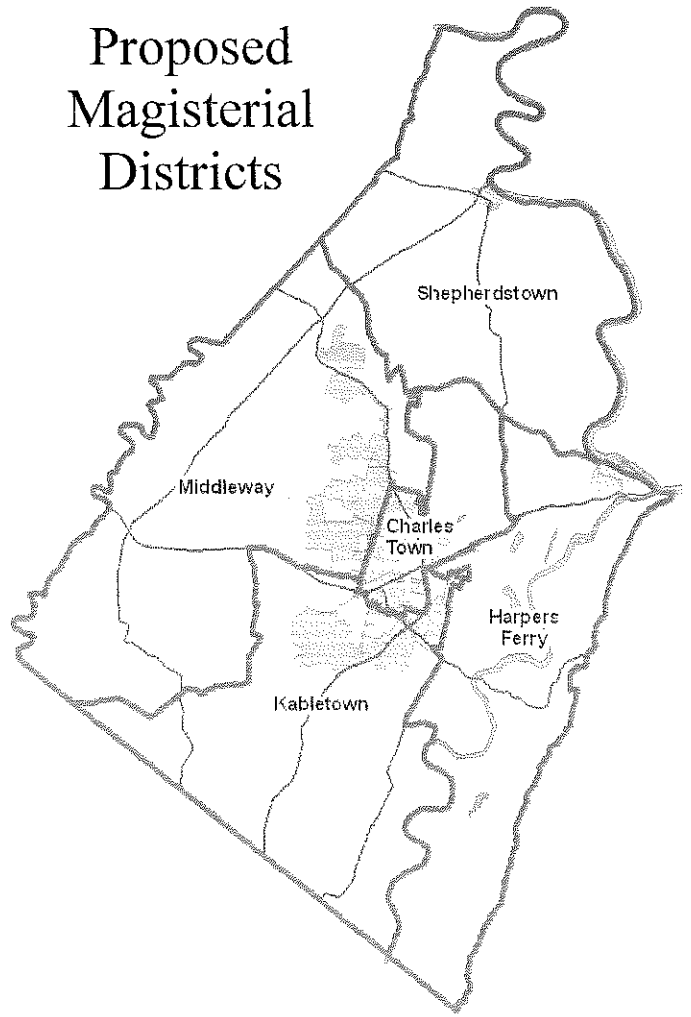 Proposed
Magisterial
Districts
Shepherdstown
Middleway
Charles
Town
Harpers
Ferry
Kabletown